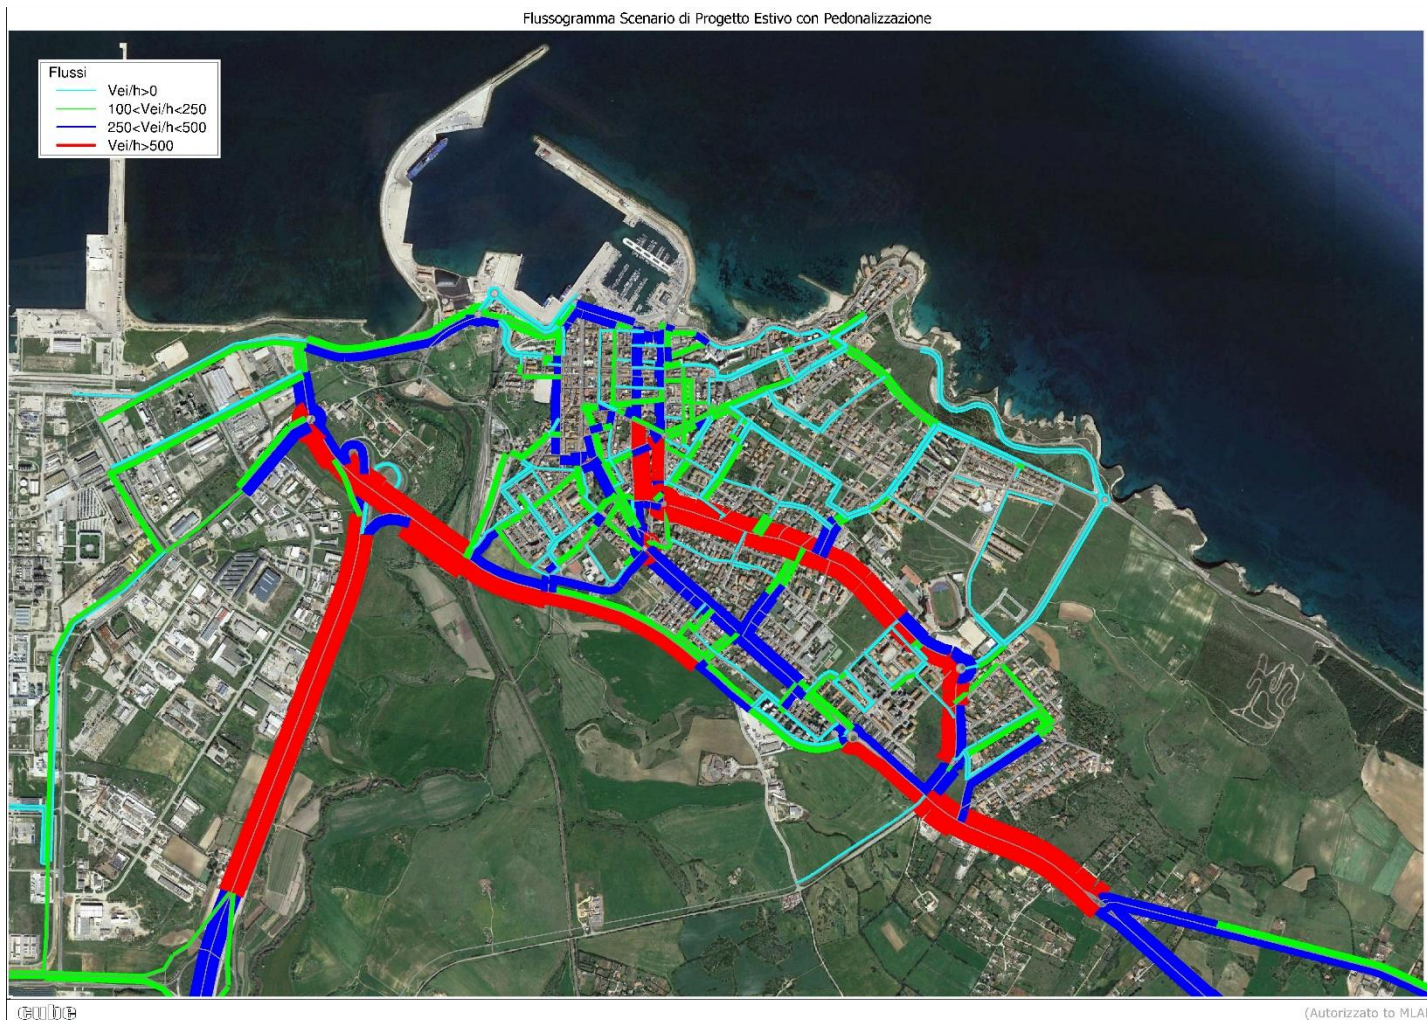 Flussogramma Scenario di Progetto Estivo con Pedonalizzazione
Flussi
Vei/h>0
100<Vei/h<250
250<Vei/h<500
Vei/h>500
cube
(Autorizzato to MLA